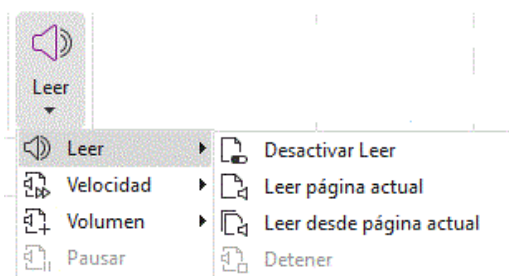 Leer
Leer
Desactivar Leer
Velocidad
Leer página actual
Volumen
Leer desde página actual
Pausar
Detener